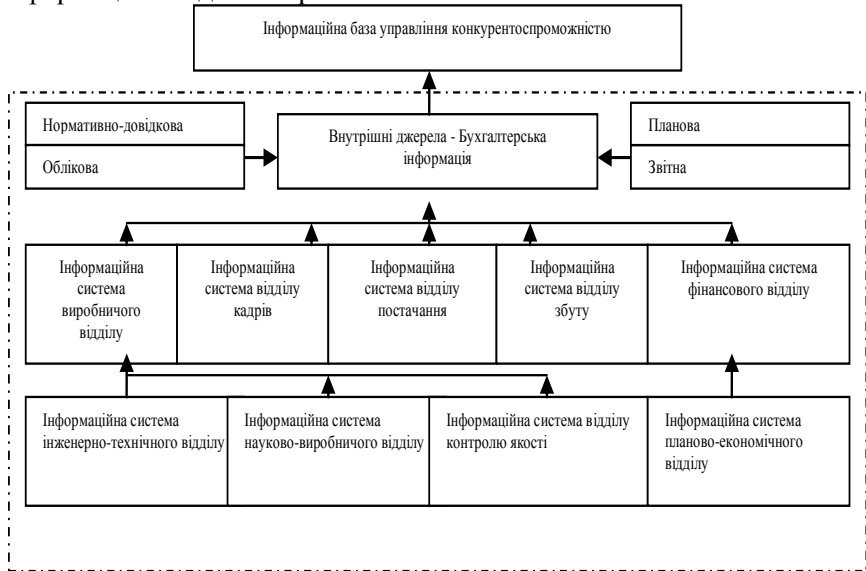 Інформаційна база управління конкурентоспроможністю
Нормативно-довідкова
Облікова
Внутрішні джерела - Бухгалтерська
інформація
Планова
Звітна
Інформаційна
система
виробничого
відділу
Інформаційна
система відділу
кадрів
Інформаційна
система відділу
постачання
Інформаційна
система відділу
збуту
Інформаційна система
фінансового відділу
Інформаційна система
інженерно-технічного відділу
Інформаційна система
науково-виробничого відділу
Інформаційна система відділу
контролю якості
Інформаційна система
планово-економічного
відділу